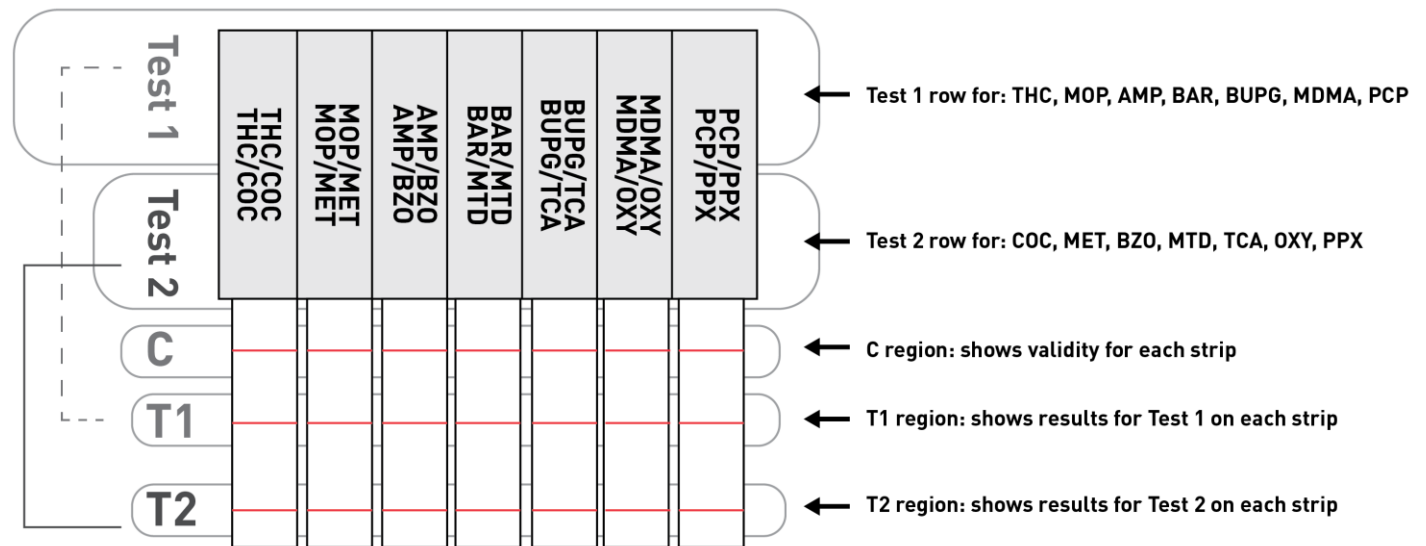 Test 1
THC/COC
THC/COC
MOP/MET
MOP/MET
AMP/BZO
AMP/BZO
BAR/MTD
BAR/MTD
BUPG/TCA
BUPG/TCA
MDMA/OXY
MDMA/OXY
PCP/PPX
PCP/PPX
Test 1 row for: THC, MOP, AMP, BAR, BUPG, MDMA, PCP
Test 2
Test 2 row for: COC, MET, BZO, MTD, TCA, OXY, PPX
C
C region: shows validity for each strip
T1
T1 region: shows results for Test 1 on each strip
T2
T2 region: shows results for Test 2 on each strip